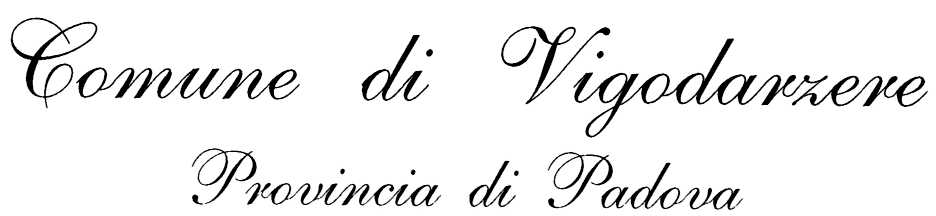 Comune di Vigodarzere
Provincia di Padova